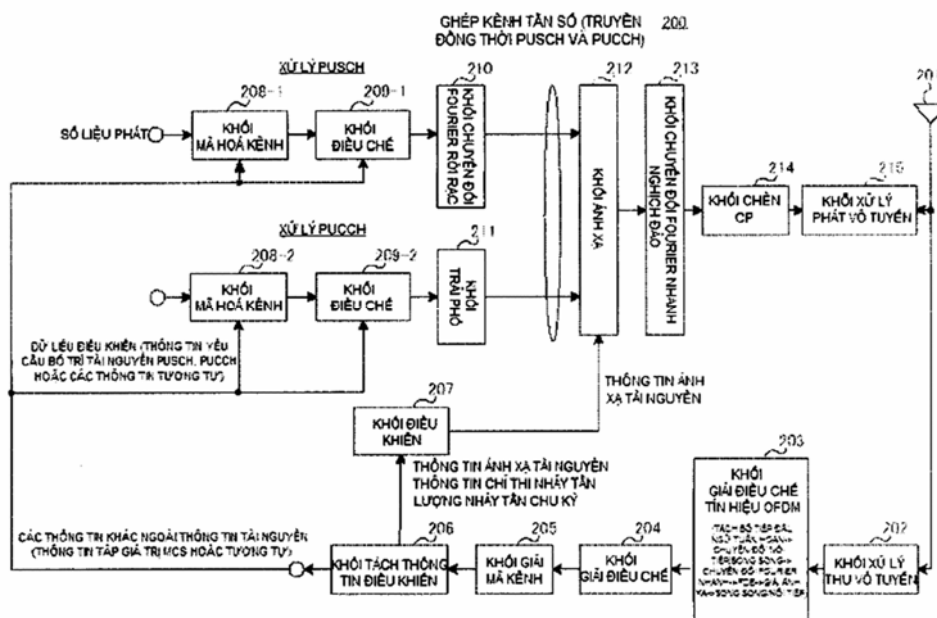 GHÉP KÊNH TẦN SỐ (TRUYỀN 200
ĐỒNG THỜI PUSCH VÀ PUCCH)
XỬ LÝ PUSCH
208-1
209-1
210
212
213
201
SỐ LIỆU PHÁT
KHỐI
MÃ HOÁ KÊNH
KHỐI
ĐIỀU CHẾ
KHỐI CHUYỂN ĐỔI
FOURIER RỜI RẠC
KHỐI ÁNH XẠ
KHỐI CHUYỂN ĐỔI FOURIER NHANH
NGHỊCH ĐẢO
214
KHỐI CHÈN
CP
215
KHỐI XỬ LÝ
PHÁT VÔ TUYẾN
XỬ LÝ PUCCH
208-2
209-2
211
KHỐI
MÃ HOÁ KÊNH
KHỐI
ĐIỀU CHẾ
KHỐI
TRẢI PHỔ
DỮ LIỆU ĐIỀU KHIỂN (THÔNG TIN YÊU
CẦU BỐ TRÍ TÀI NGUYÊN PUSCH, PUCCH
HOẶC CÁC THÔNG TIN TƯƠNG TỰ)
207
KHỐI ĐIỀU
KHIỂN
THÔNG TIN ÁNH
XẠ TÀI NGUYÊN
THÔNG TIN ÁNH XẠ TÀI NGUYÊN
THÔNG TIN CHỈ THỊ NHẢY TẦN
LƯỢNG NHẢY TẦN CHU KỲ
CÁC THÔNG TIN KHÁC NGOÀI THÔNG TIN TÀI NGUYÊN
(THÔNG TIN TẬP GIÁ TRỊ MCS HOẶC TƯƠNG TỰ)
206
KHỐI TÁCH THÔNG
TIN ĐIỀU KHIỂN
205
KHỐI GIẢI
MÃ KÊNH
204
KHỐI
GIẢI ĐIỀU CHẾ
203
KHỐI
GIẢI ĐIỀU CHẾ
TÍN HIỆU OFDM
CHUYỂN ĐỔI NỐI
CHUYỂN ĐỔI FOURIER
202
KHỐI XỬ LÝ
THU VÔ TUYẾN